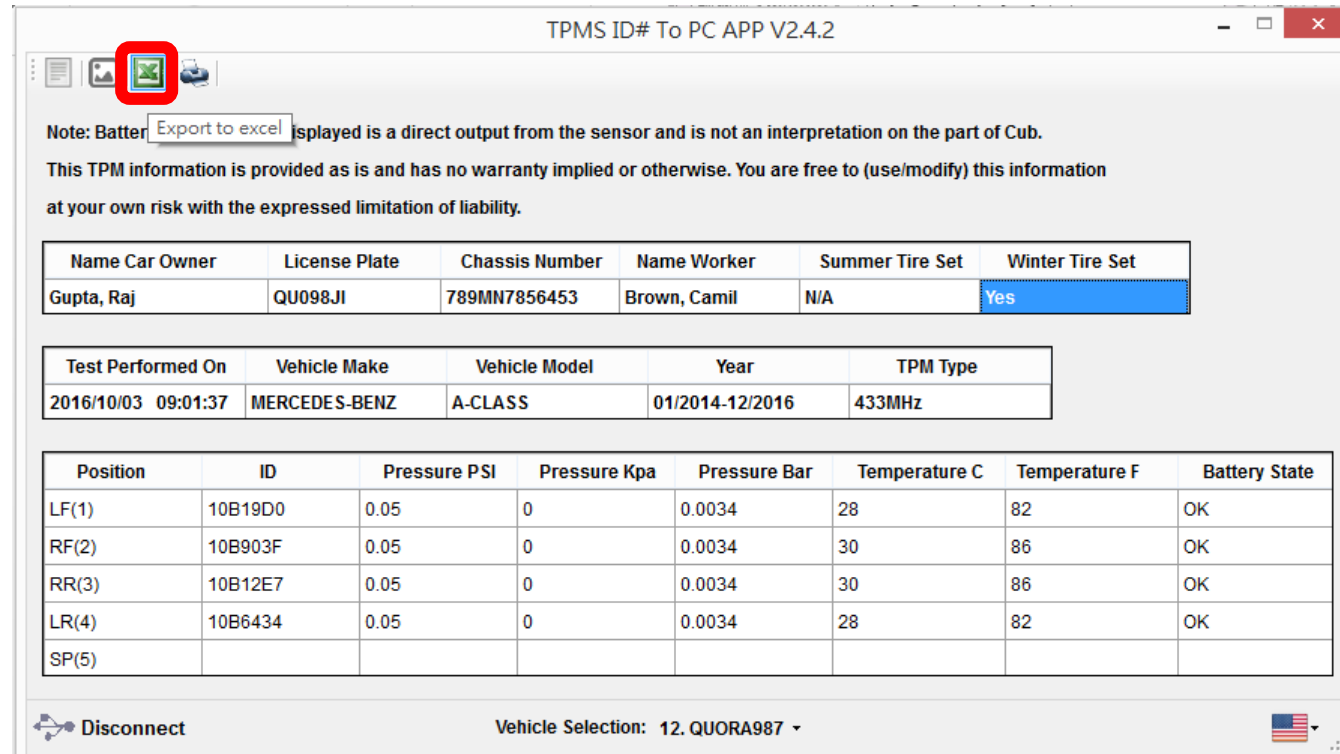 TPMS ID# To PC APP V2.4.2
Export to excel
Note: Batter isplayed is a direct output from the sensor and is not an interpretation on the part of Cub.
This TPM information is provided as is and has no warranty implied or otherwise. You are free to (use/modify) this information
at your own risk with the expressed limitation of liability.
Name Car Owner License Plate Chassis Number Name Worker Summer Tire Set Winter Tire Set
Gupta, Raj QU098JI 789MN7856453 Brown, Camil N/A Yes
Test Performed On Vehicle Make Vehicle Model Year TPM Type
2016/10/03 09:01:37 MERCEDES-BENZ A-CLASS 01/2014-12/2016 433MHz
Position ID Pressure PSI Pressure Kpa Pressure Bar Temperature C Temperature F Battery State
LF(1) 10B19D0 0.05 0 0.0034 28 82 OK
RF(2) 10B903F 0.05 0 0.0034 30 86 OK
RR(3) 10B12E7 0.05 0 0.0034 30 86 OK
LR(4) 10B6434 0.05 0 0.0034 28 82 OK
SP(5)
Disconnect Vehicle Selection: 12. QUORA987